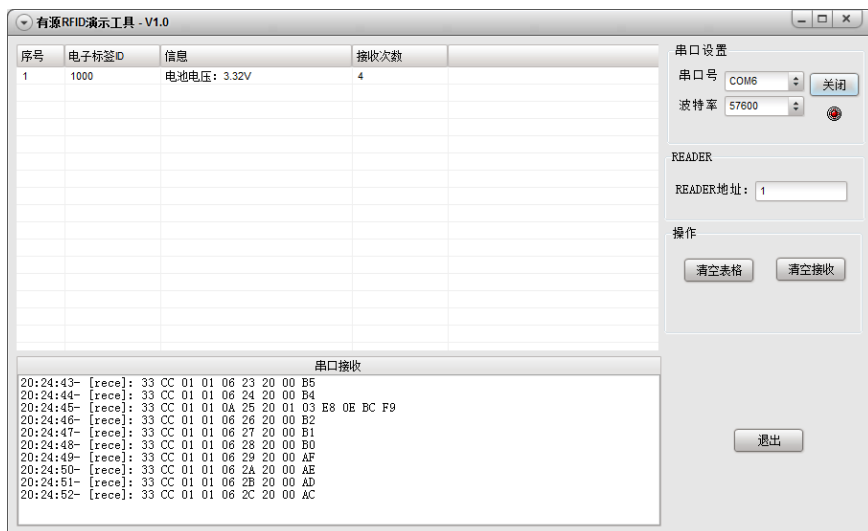 有源RFID演示工具 - V1.0
序号 电子标签ID 信息 接收次数
1 1000 电池电压：3.32V 4
串口设置
串口号 COM6 关闭
波特率 57600
READER
READER地址： 1
操作
清空表格 清空接收
串口接收
20:24:43- [rece]: 33 CC 01 01 06 23 20 00 B5
20:24:44- [rece]: 33 CC 01 01 06 24 20 00 B4
20:24:45- [rece]: 33 CC 01 01 0A 25 20 01 03 E8 0E BC F9
20:24:46- [rece]: 33 CC 01 01 06 26 20 00 B2
20:24:47- [rece]: 33 CC 01 01 06 27 20 00 B1
20:24:48- [rece]: 33 CC 01 01 06 28 20 00 B0
20:24:49- [rece]: 33 CC 01 01 06 29 20 00 AF
20:24:50- [rece]: 33 CC 01 01 06 2A 20 00 AE
20:24:51- [rece]: 33 CC 01 01 06 2B 20 00 AD
20:24:52- [rece]: 33 CC 01 01 06 2C 20 00 AC
退出